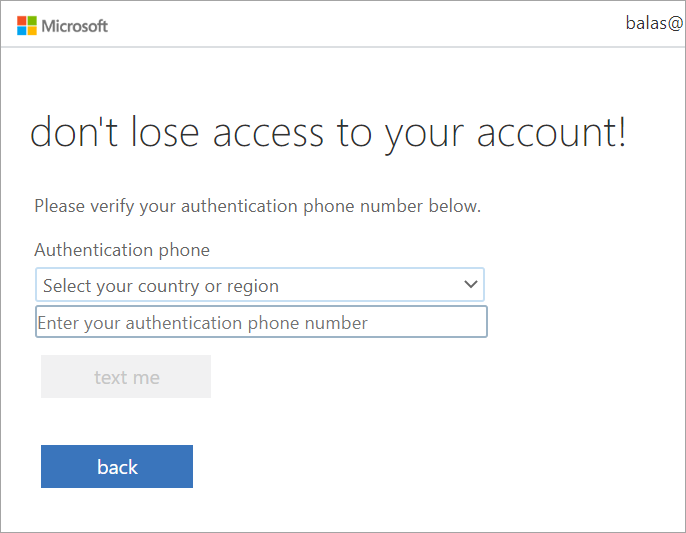 Microsoft
balas@
don't lose access to your account!
Please verify your authentication phone number below.
Authentication phone
Select your country or region
Enter your authentication phone number
text me
back